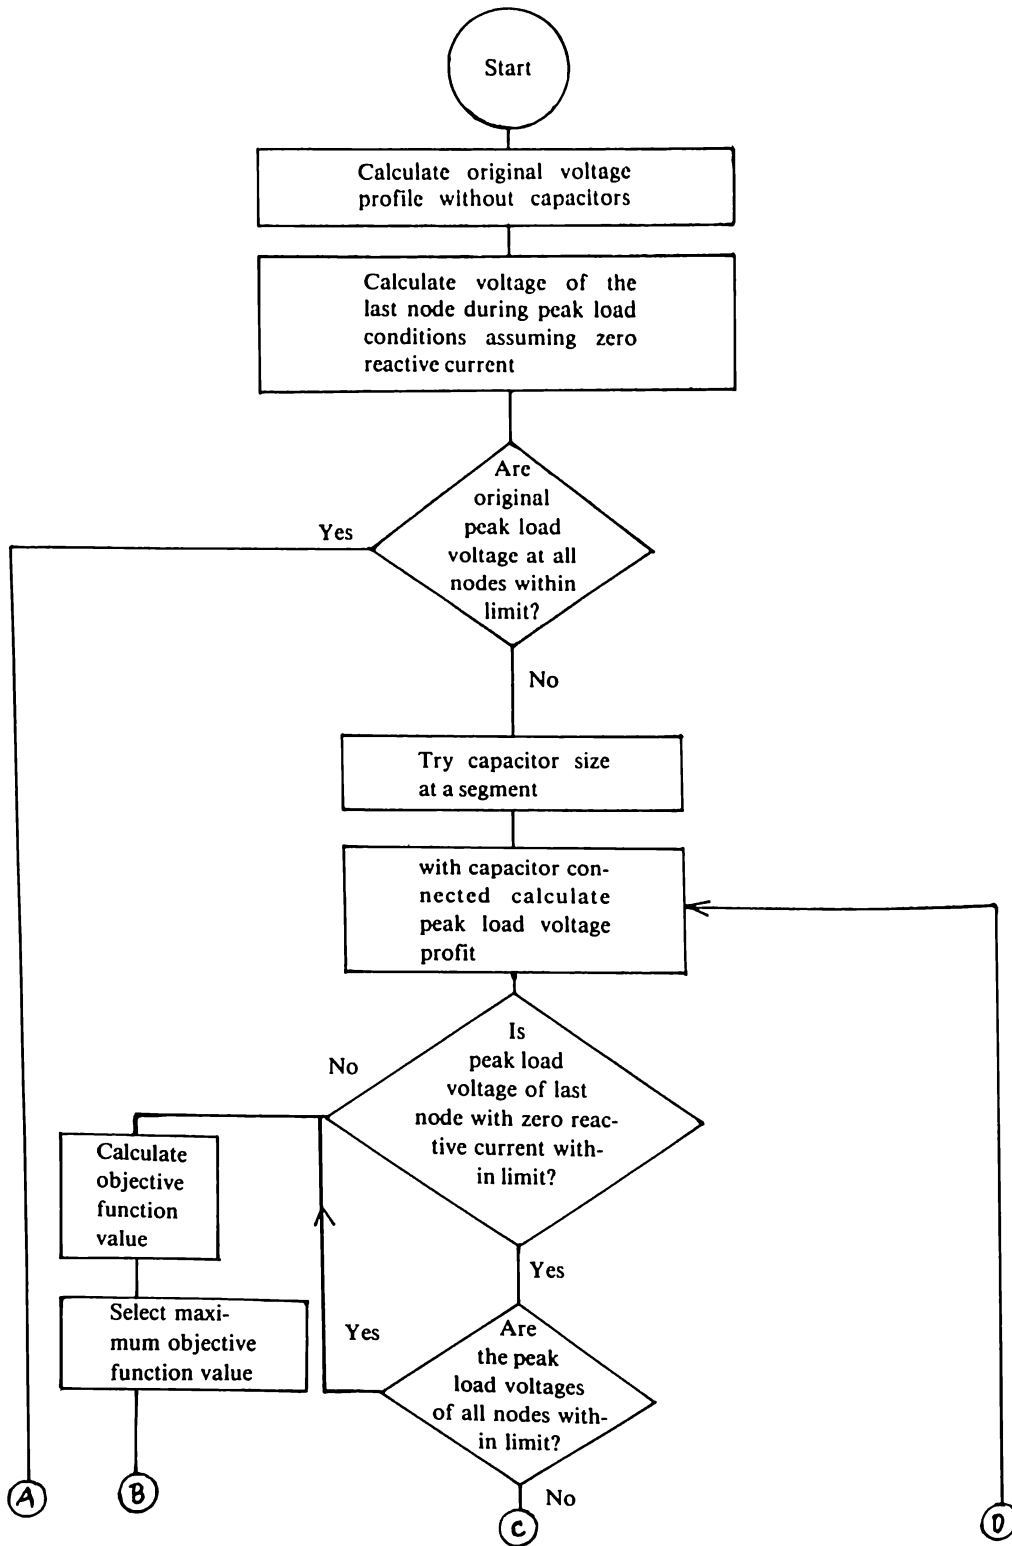 Start
Calculate original voltage
profile without capacitors
Calculate voltage of the
last node during peak load
conditions assuming zero
reactive current
Are
original
peak load
voltage at all
nodes within
limit?
Yes
No
Try capacitor size
at a segment
with capacitor con-
nected calculate
peak load voltage
profit
Is
peak load
voltage of last
node with zero reac-
tive current with-
in limit?
No
Yes
Calculate
objective
function
value
Select maxi-
mum objective
function value
Are
the peak
load voltages
of all nodes with-
in limit?
Yes
No
A
B
C
D